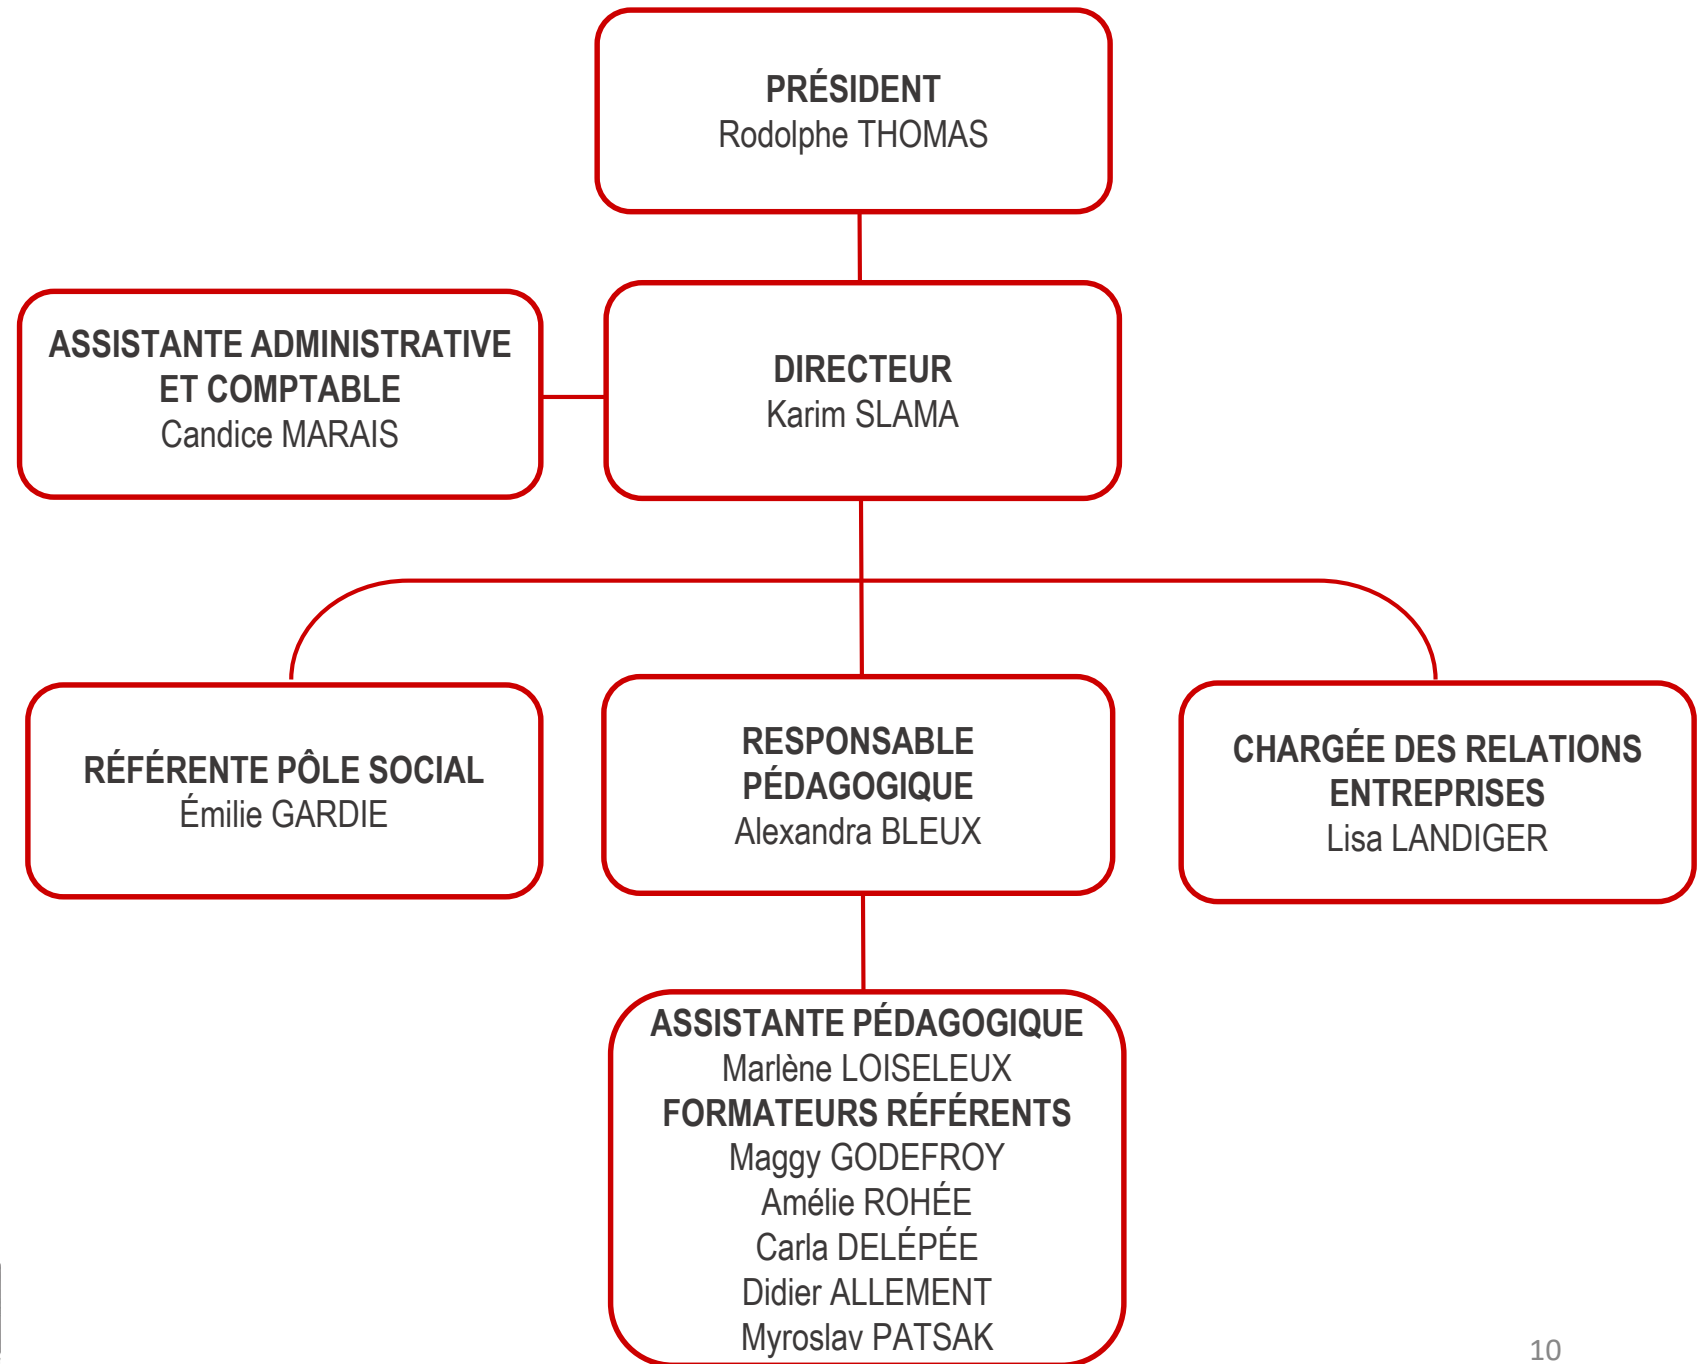 PRÉSIDENT
Rodolphe THOMAS
ASSISTANTE ADMINISTRATIVE
ET COMPTABLE
Candice MARAIS
DIRECTEUR
Karim SLAMA
RÉFÉRENTE PÔLE SOCIAL
Émilie GARDIE
RESPONSABLE
PÉDAGOGIQUE
Alexandra BLEUX
CHARGÉE DES RELATIONS
ENTREPRISES
Lisa LANDIGER
ASSISTANTE PÉDAGOGIQUE
Marlène LOISELEUX
FORMATEURS RÉFÉRENTS
Maggy GODEFROY
Amélie ROHÉE
Carla DELÉPÉE
Didier ALLEMENT
Myroslav PATSAK
10